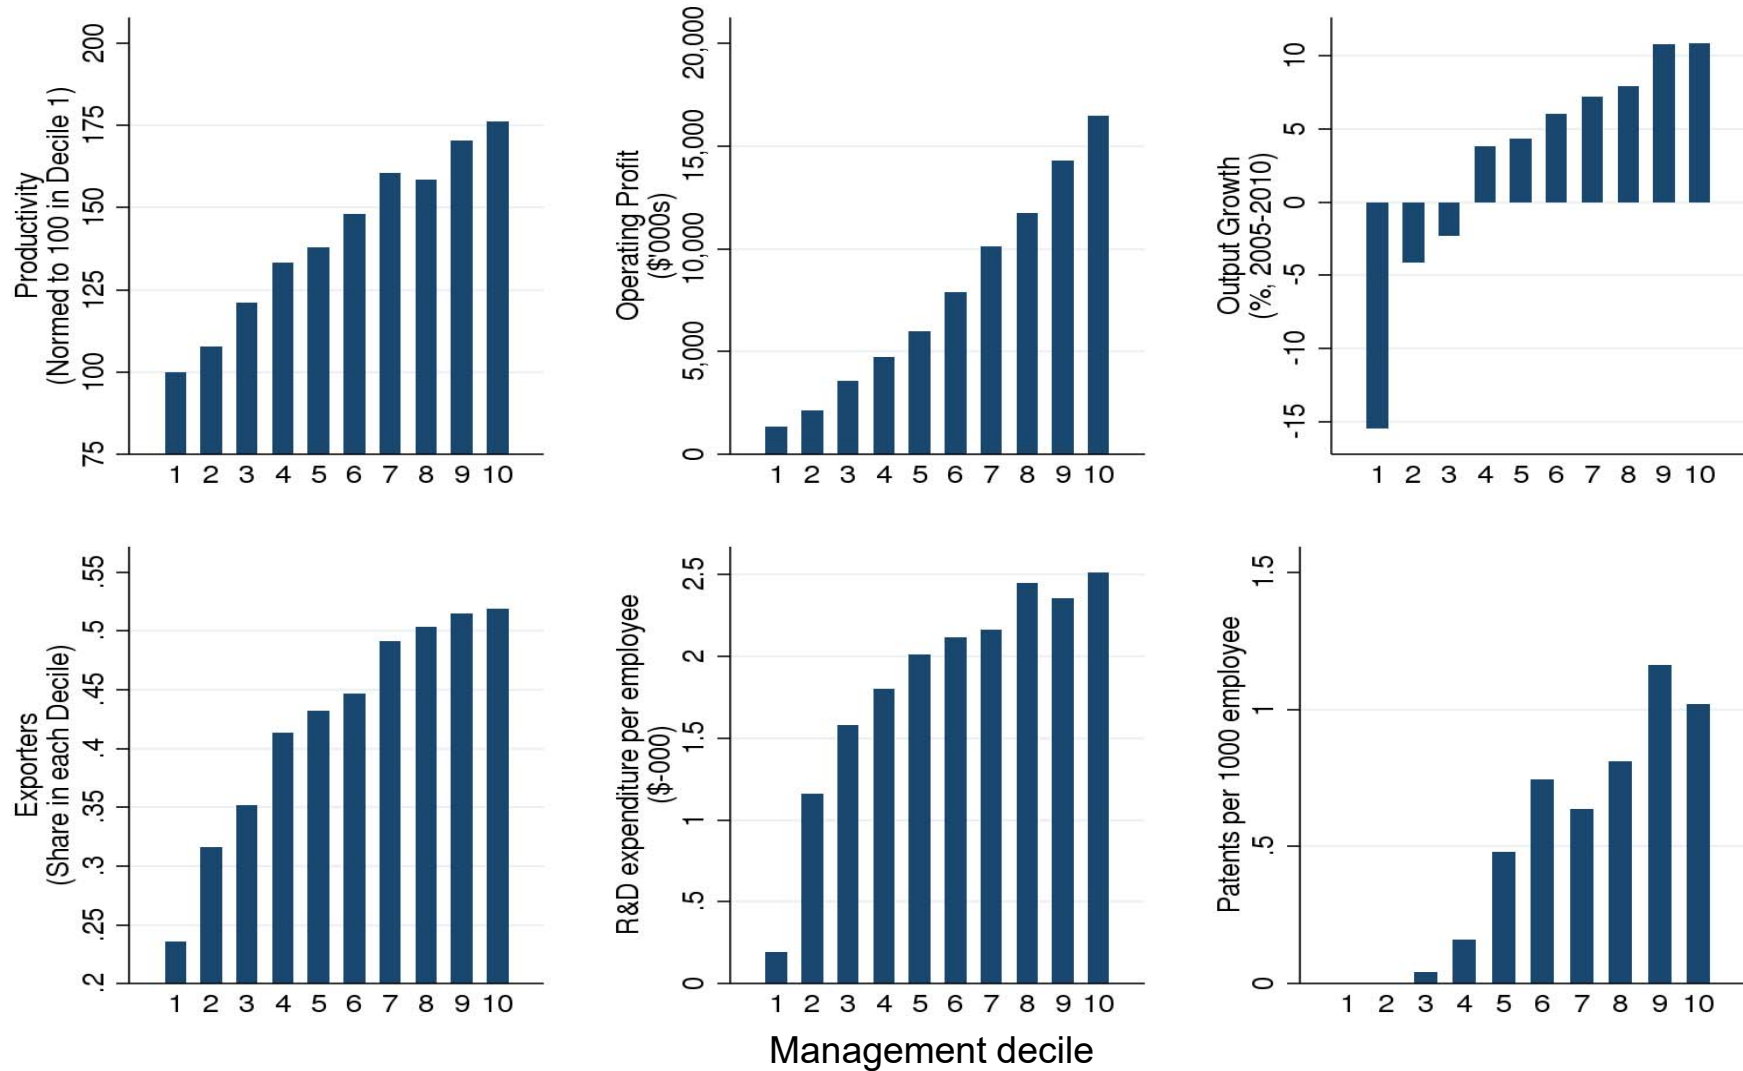 Productivity
(Normed to 100 in Decile 1)
75 100 125 150 175 200
1 2 3 4 5 6 7 8 9 10
Operating Profit
($'000s)
0 5,000 10,000 15,000 20,000
1 2 3 4 5 6 7 8 9 10
Output Growth
(%, 2005-2010)
-15 -10 -5 0 5 10
1 2 3 4 5 6 7 8 9 10
Exporters
(Share in each Decile)
.2 .25 .3 .35 .4 .45 .5 .55
1 2 3 4 5 6 7 8 9 10
R&D expenditure per employee
($-000)
0 .5 1 1.5 2 2.5
1 2 3 4 5 6 7 8 9 10
Patents per 1000 employee
0 .5 1 1.5
1 2 3 4 5 6 7 8 9 10
Management decile